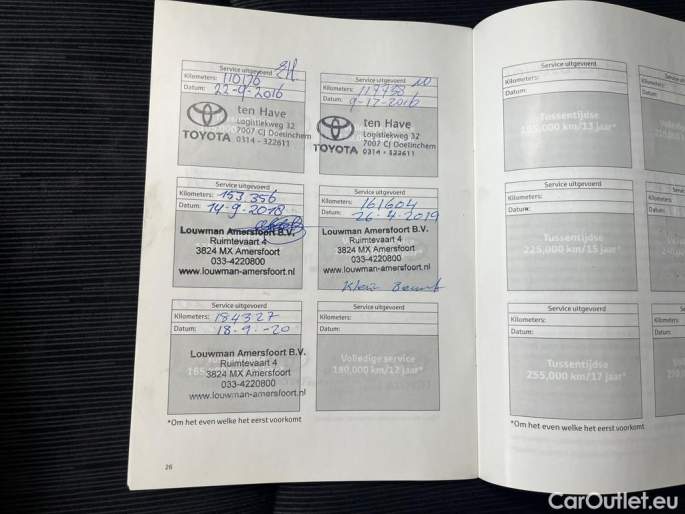 Service uitgevoerd
Kilometers: 110176
Datum: 22-9-2016
ten Have
Logistiekweg 32
7007 CJ Doetinchem
TOYOTA 0314 - 322611
Service uitgevoerd
Kilometers: 119738
Datum: 9-12-2016
ten Have
Logistiekweg 32
7007 CJ Doetinchem
TOYOTA 0314 - 322611
Service uitgevoerd
Kilometers: 153356
Datum: 14-9-2018
Louwman Amersfoort B.V.
Ruimtevaart 4
3824 MX Amersfoort
033-4220800
www.louwman-amersfoort.nl
Service uitgevoerd
Kilometers: 161604
Datum: 26-4-2019
Louwman Amersfoort B.V.
Ruimtevaart 4
3824 MX Amersfoort
033-4220800
www.louwman-amersfoort.nl
Service uitgevoerd
Kilometers: 184327
Datum: 18-9-20
Louwman Amersfoort B.V.
Ruimtevaart 4
3824 MX Amersfoort
033-4220800
www.louwman-amersfoort.nl
Service uitgevoerd
Kilometers:
Datum:
Volledige service
180,000 km/12 jaar*
*Om het even welke het eerst voorkomt
26
Service uitgevoerd
Kilometers:
Datum:
Tussentijdse
195,000 km/13 jaar*
Service uitgevoerd
Kilometers:
Datum:
Tussentijdse
225,000 km/15 jaar*
Service uitgevoerd
Kilometers:
Datum:
Tussentijdse
255,000 km/17 jaar*
*Om het even welke het eerst voorkomt
CarOutlet.eu